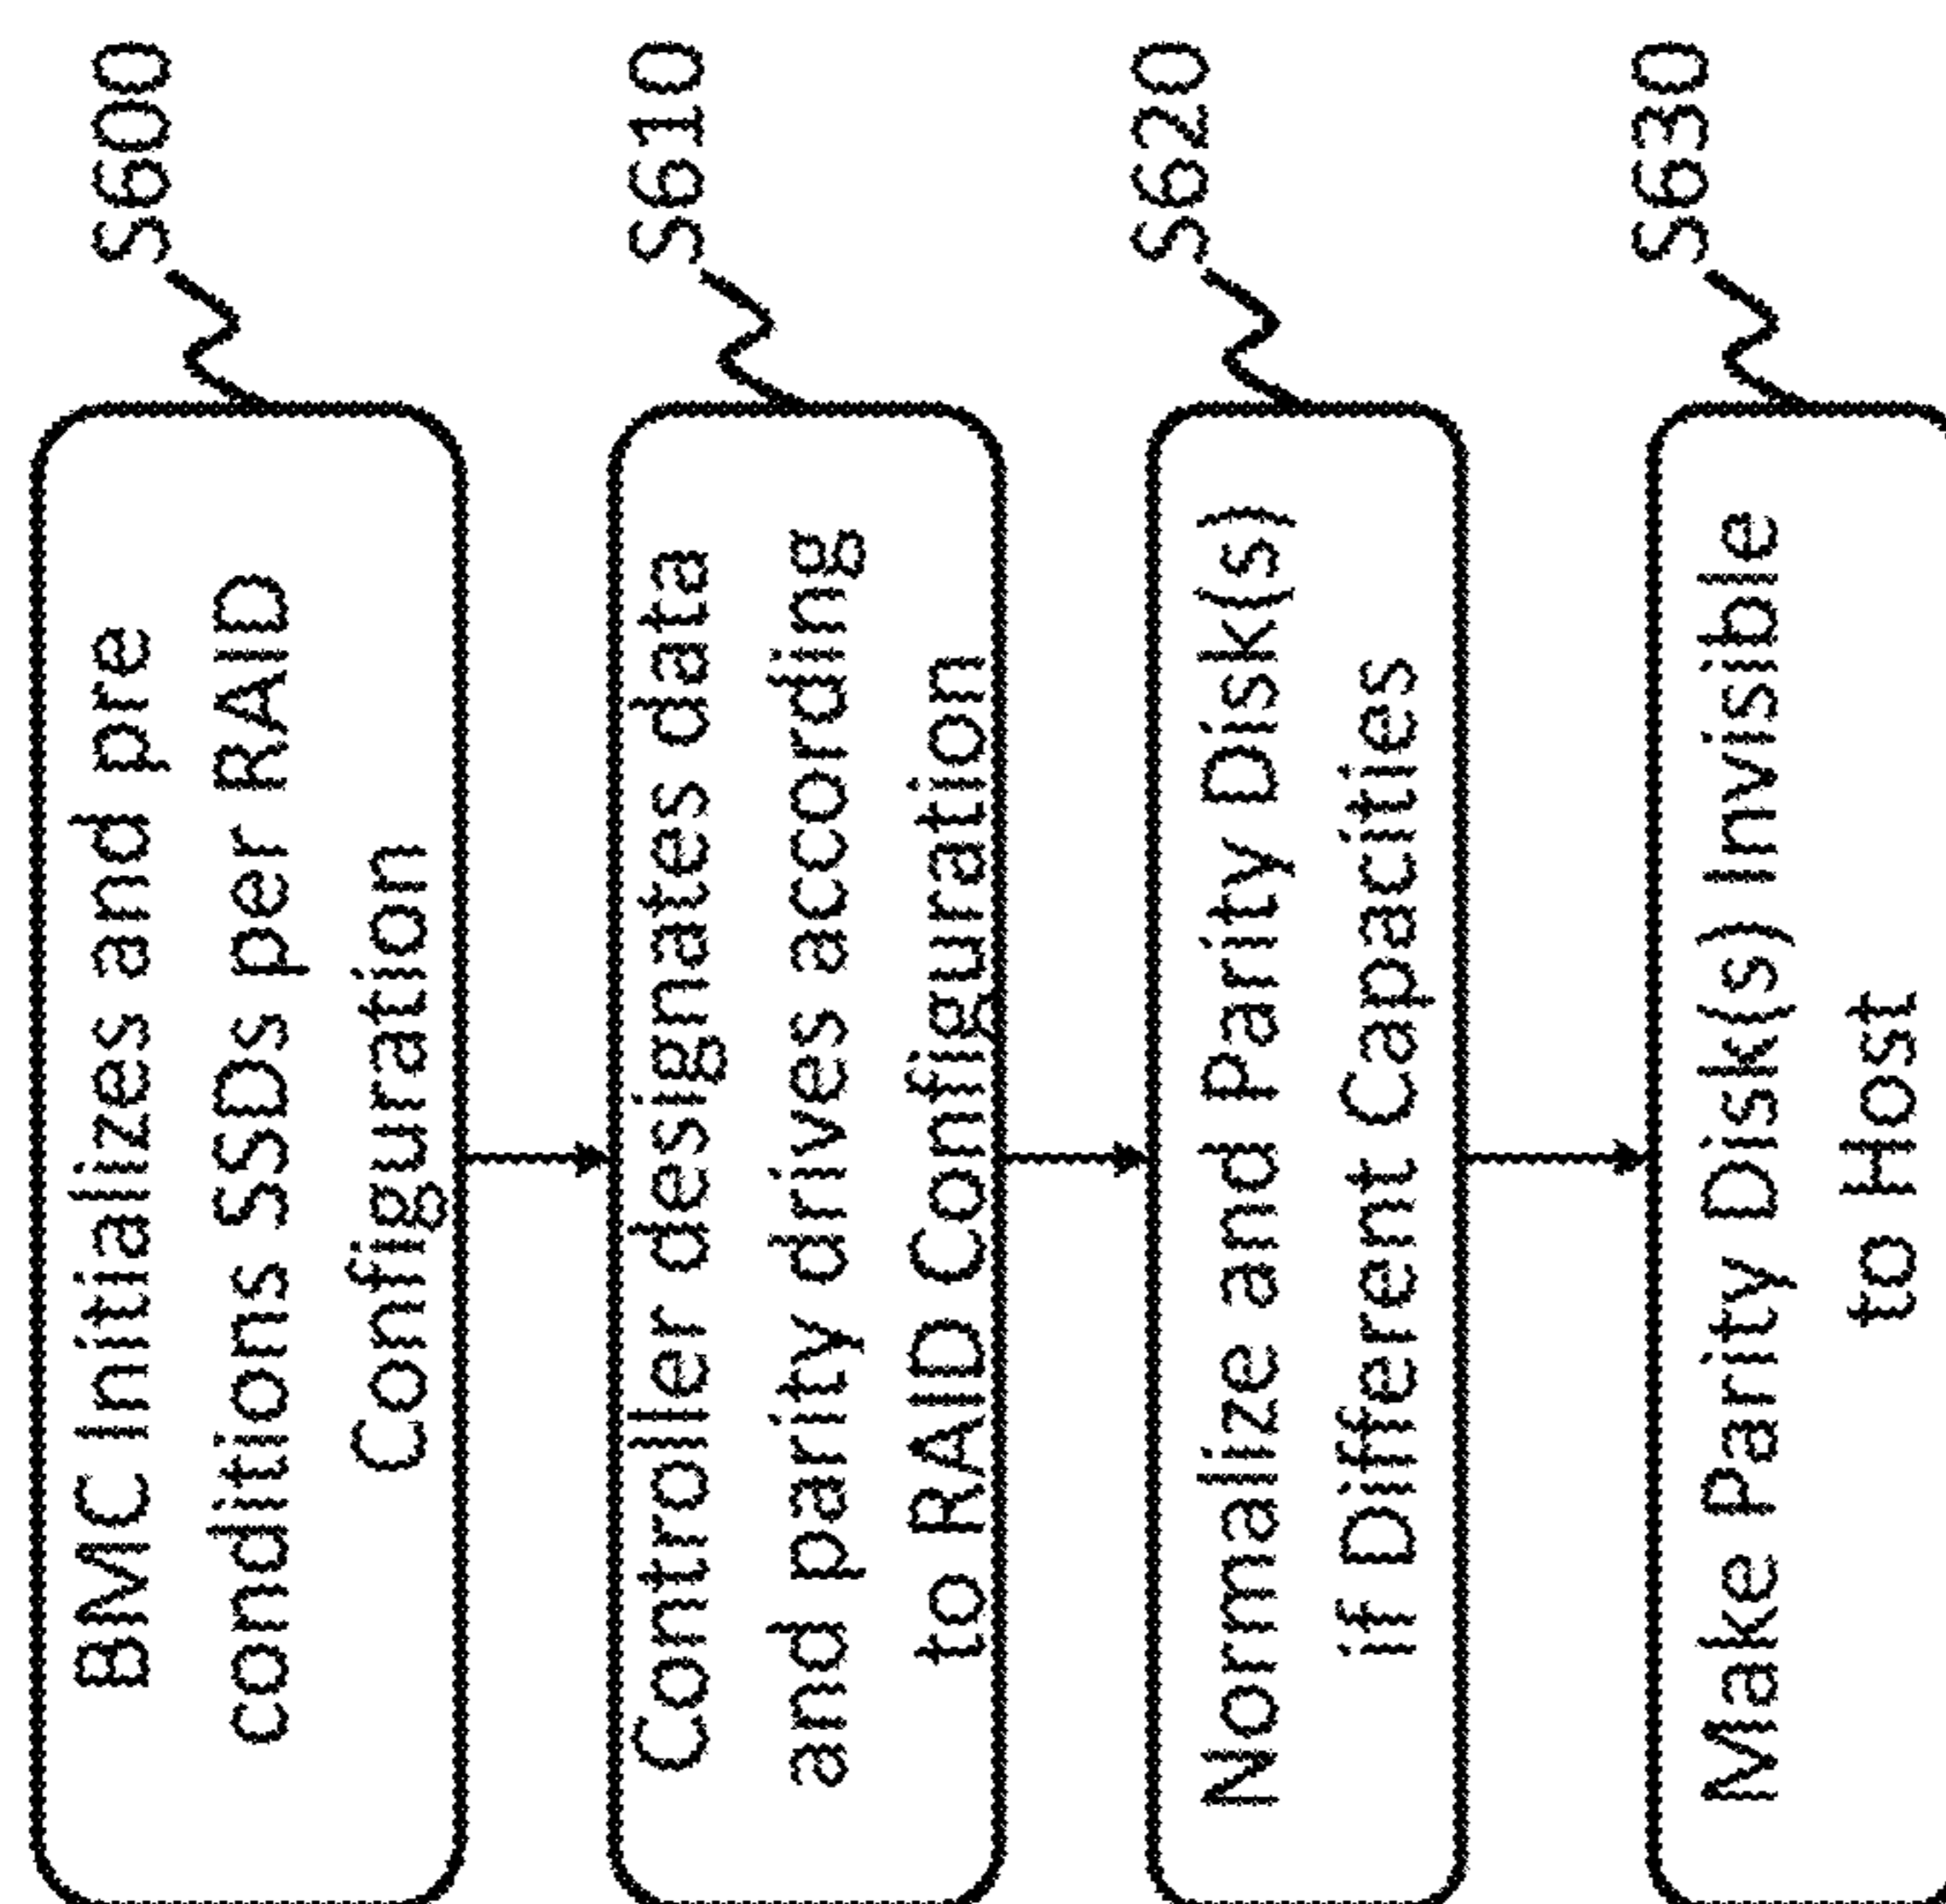 BMC Initializes and pre
conditions SSDs per RAID
Configuration
S600
Controller designates data
and parity drives according
to RAID Configuration
S610
Normalize and Parity Disk(s)
if Different Capacities
S620
Make Parity Disk(s) Invisible
to Host
S630